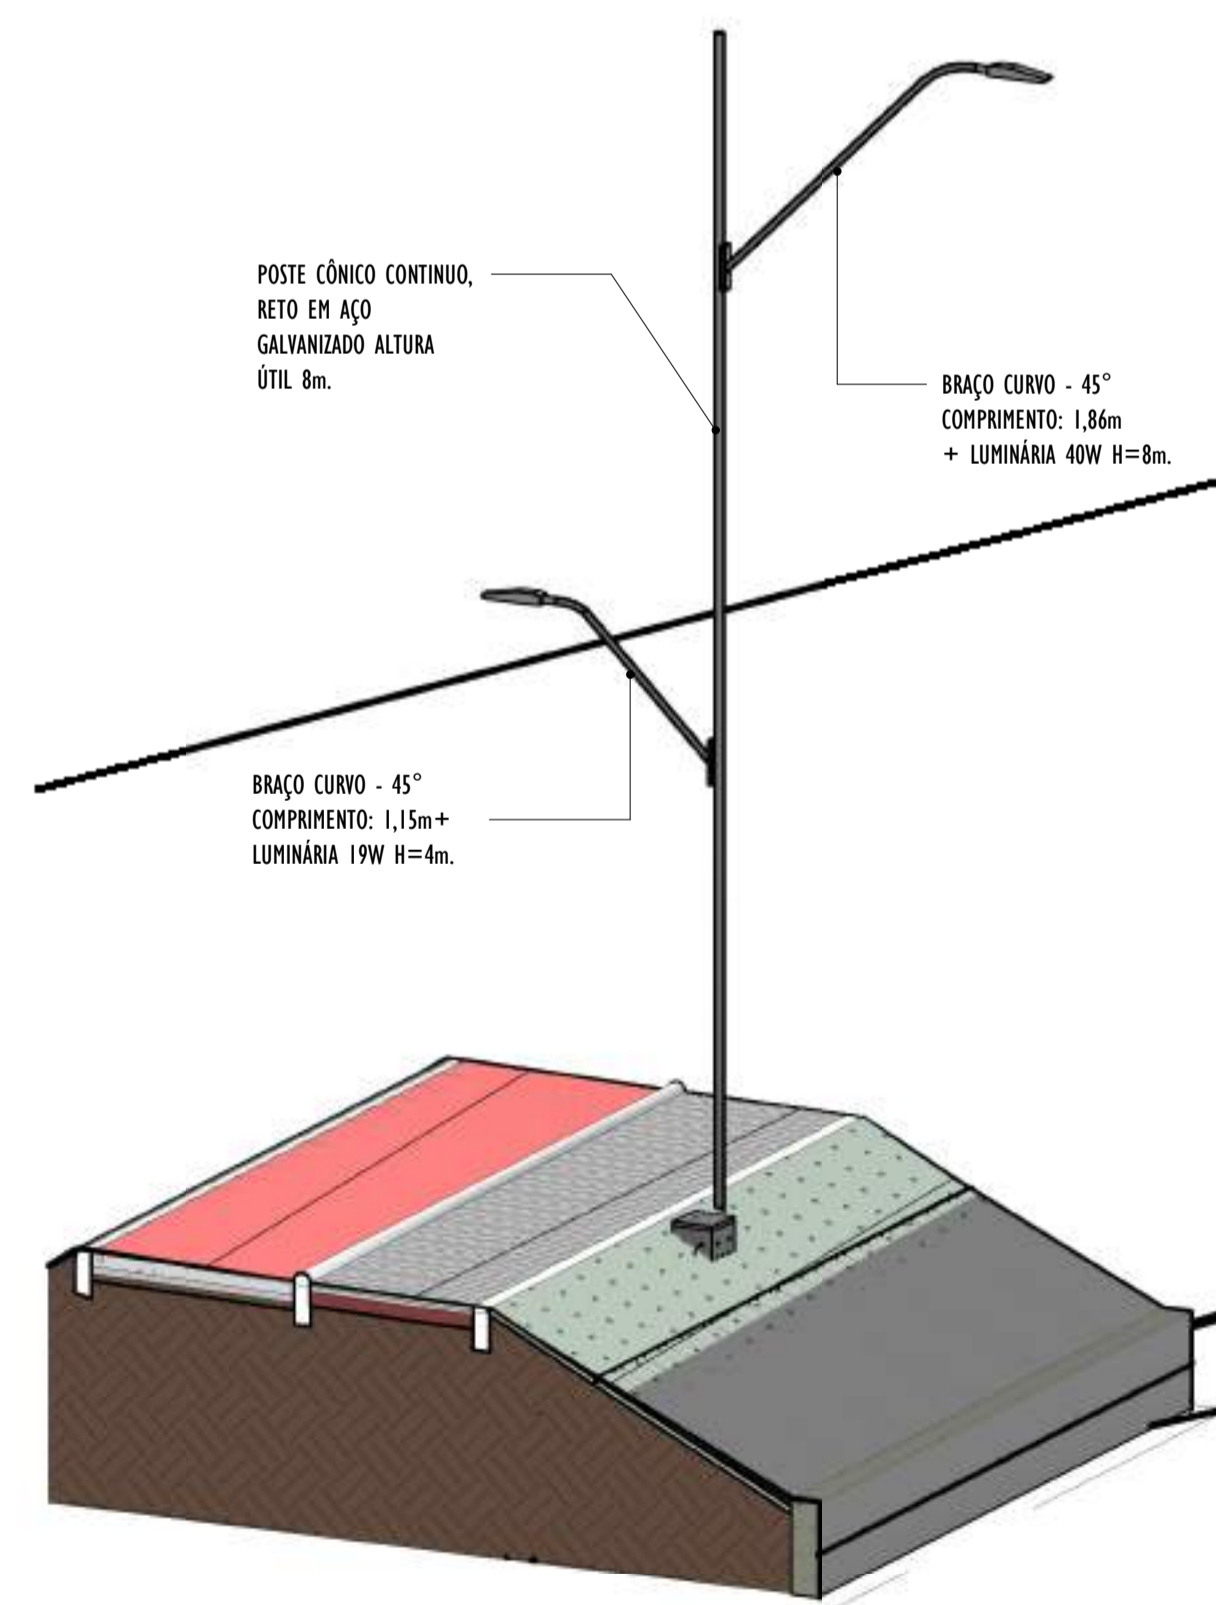 POSTE CÔNICO CONTINUO,
RETO EM AÇO
GALVANIZADO ALTURA
ÚTIL 8m.
BRAÇO CURVO - 45°
COMPRIMENTO: 1,86m
+ LUMINÁRIA 40W H=8m.
BRAÇO CURVO - 45°
COMPRIMENTO: 1,15m+
LUMINÁRIA 19W H=4m.